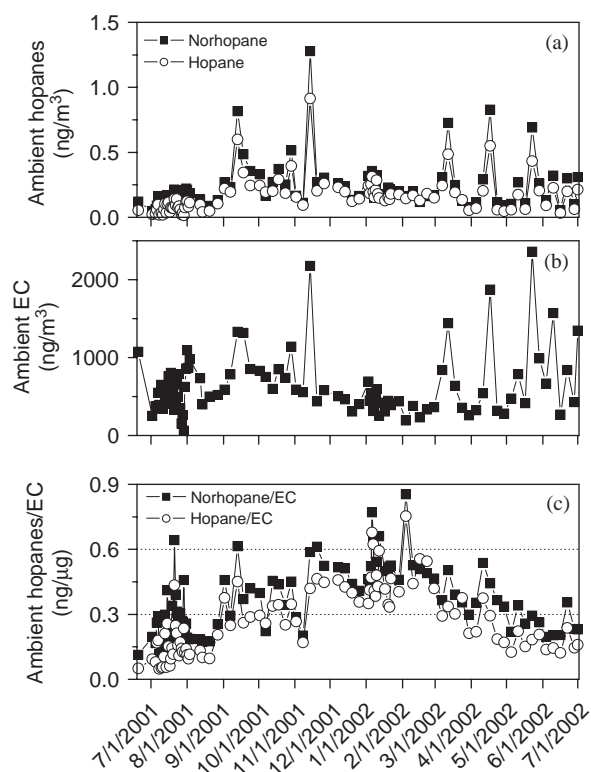 1.5
Norhopane
Hopane
(a)
1.0
0.5
0.0
Ambient hopanes
(ng/m³)
(b)
2000
1000
0
Ambient EC
(ng/m³)
0.9
Norhopane/EC
Hopane/EC
(c)
0.6
0.3
0.0
Ambient hopanes/EC
(ng/μg)
7/1/2001
8/1/2001
9/1/2001
10/1/2001
11/1/2001
12/1/2001
1/1/2002
2/1/2002
3/1/2002
4/1/2002
5/1/2002
6/1/2002
7/1/2002